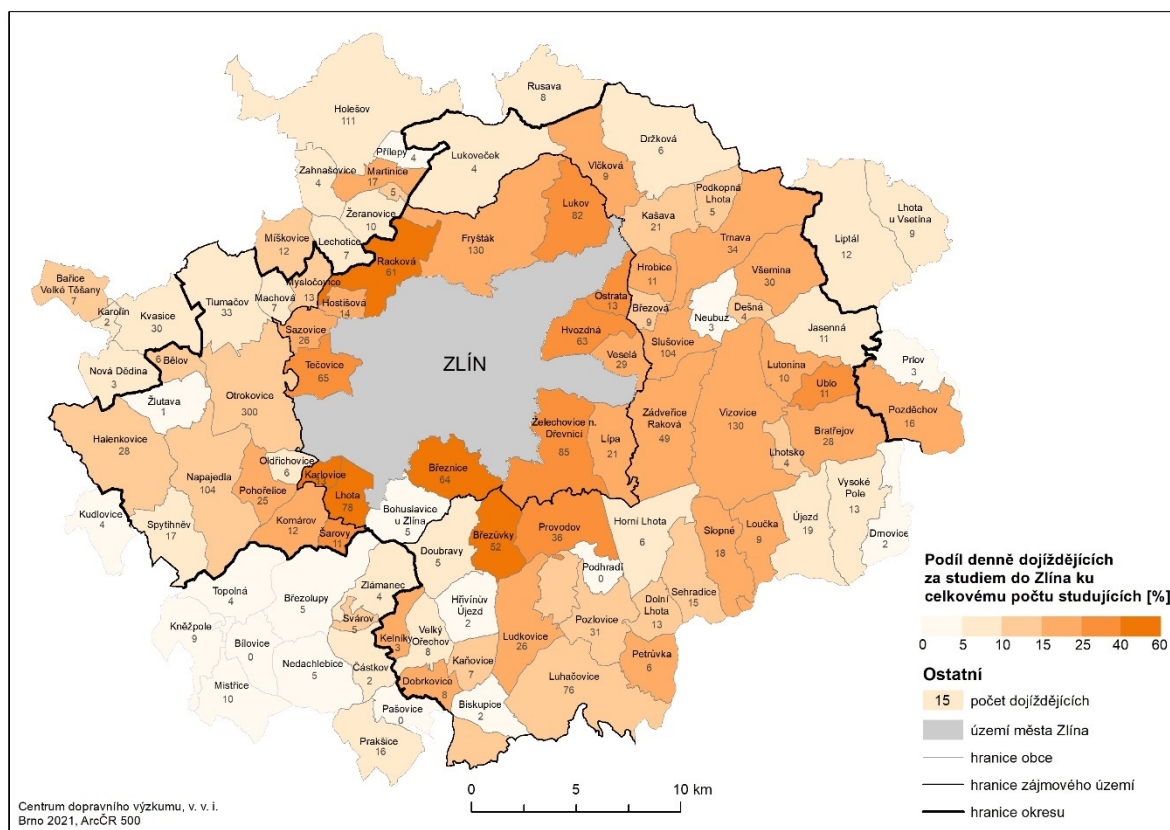 Rusava
8
Holešov
111
Držková
6
Přílepy
4
Lukoveček
4
Vlčková
9
Zahnašovice
4
Martinice
17
5
Lukov
82
Podkopná
Lhota
5
Kašava
21
Lhota
u Vsetína
9
Žeranovice
10
Liptál
12
Míškovice
12
Lechotice
7
Fryšták
130
Trnava
34
Racková
61
Hrobice
11
Všemina
30
Bařice
Velké Těšany
7
Mysločovice
13
Tlumačov
33
Machová
7
Hostišová
14
Ostrata
13
Březová
9
Neubuz
3
Dešná
4
Karolín
2
Kvasice
30
Sazovice
26
Hvozdná
63
Slušovice
104
Jasenná
11
ZLÍN
Veselá
29
Prlov
3
Bělov
6
Nová Dědina
3
Tečovice
65
Lutonina
10
Ublo
11
Žlutava
1
Otrokovice
300
Zádveřice
Raková
49
Vizovice
130
Pozděchov
16
Želechovice n.
Dřevnicí
85
Lípa
21
Bratřejov
28
Halenkovice
28
Lhotsko
4
Oldřichovice
6
Březnice
64
Napajedla
104
Karlovice
Lhota
78
Pohořelice
25
Vysoké
Pole
13
Bohuslavice
u Zlína
5
Kudlovice
4
Spytihněv
17
Komárov
12
Šarovy
11
Březůvky
52
Provodov
36
Horní Lhota
6
Slopné
18
Loučka
9
Újezd
19
Drnovice
2
Doubravy
5
Podhradí
0
Topolná
4
Březolupy
5
Zlámanec
4
Hřivínův
Újezd
2
Sehradice
15
Dolní
Lhota
13
Kněžpole
9
Svárov
5
Pozlovice
31
Bílovice
0
Kelníky
3
Velký
Ořechov
8
Ludkovice
26
Petrůvka
6
Nedachlebice
5
Částkov
2
Kaňovice
7
Mistřice
10
Dobrkovice
8
Luhačovice
76
Pašovice
0
Biskupice
2
Prakšice
16
Podíl denně dojíždějících
za studiem do Zlína ku
celkovému počtu studujících [%]
0 5 10 15 25 40 60
Ostatní
15 počet dojíždějících
území města Zlína
hranice obce
hranice zájmového území
hranice okresu
0 5 10 km
Centrum dopravního výzkumu, v. v. i.
Brno 2021, ArcČR 500